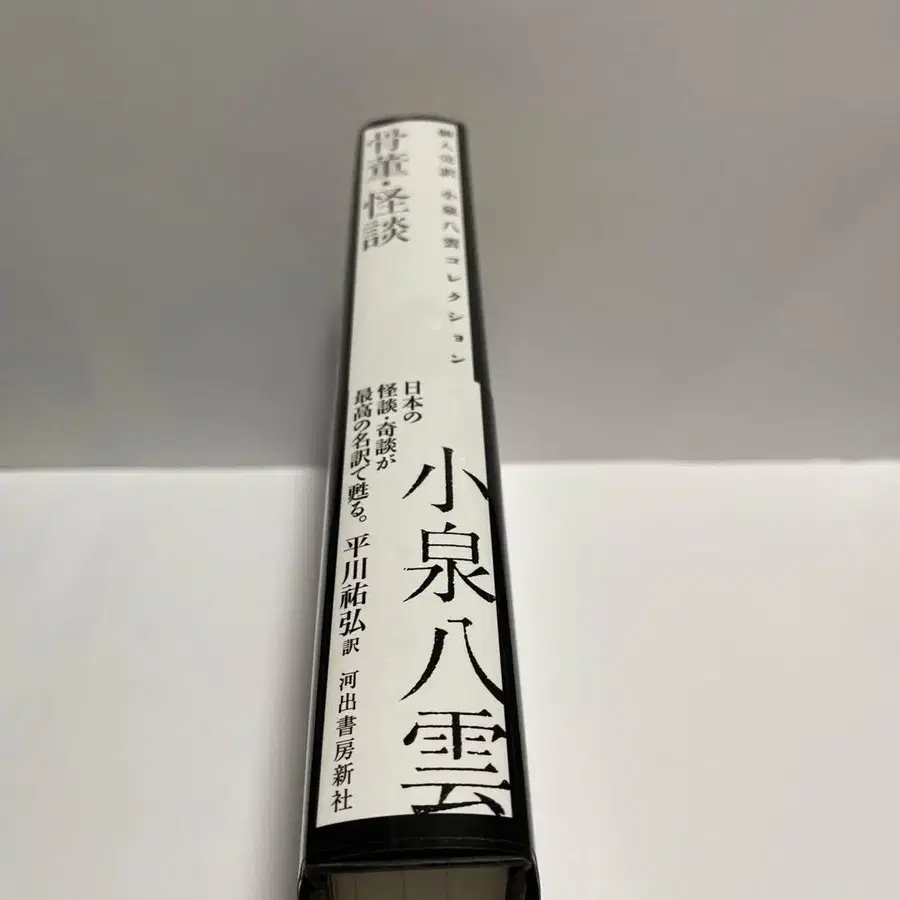 個人完訳 小泉八雲コレクション
骨董・怪談
日本の
怪談・奇談が
最高の名訳で甦る。
小泉八雲
平川祐弘 訳
河出書房新社